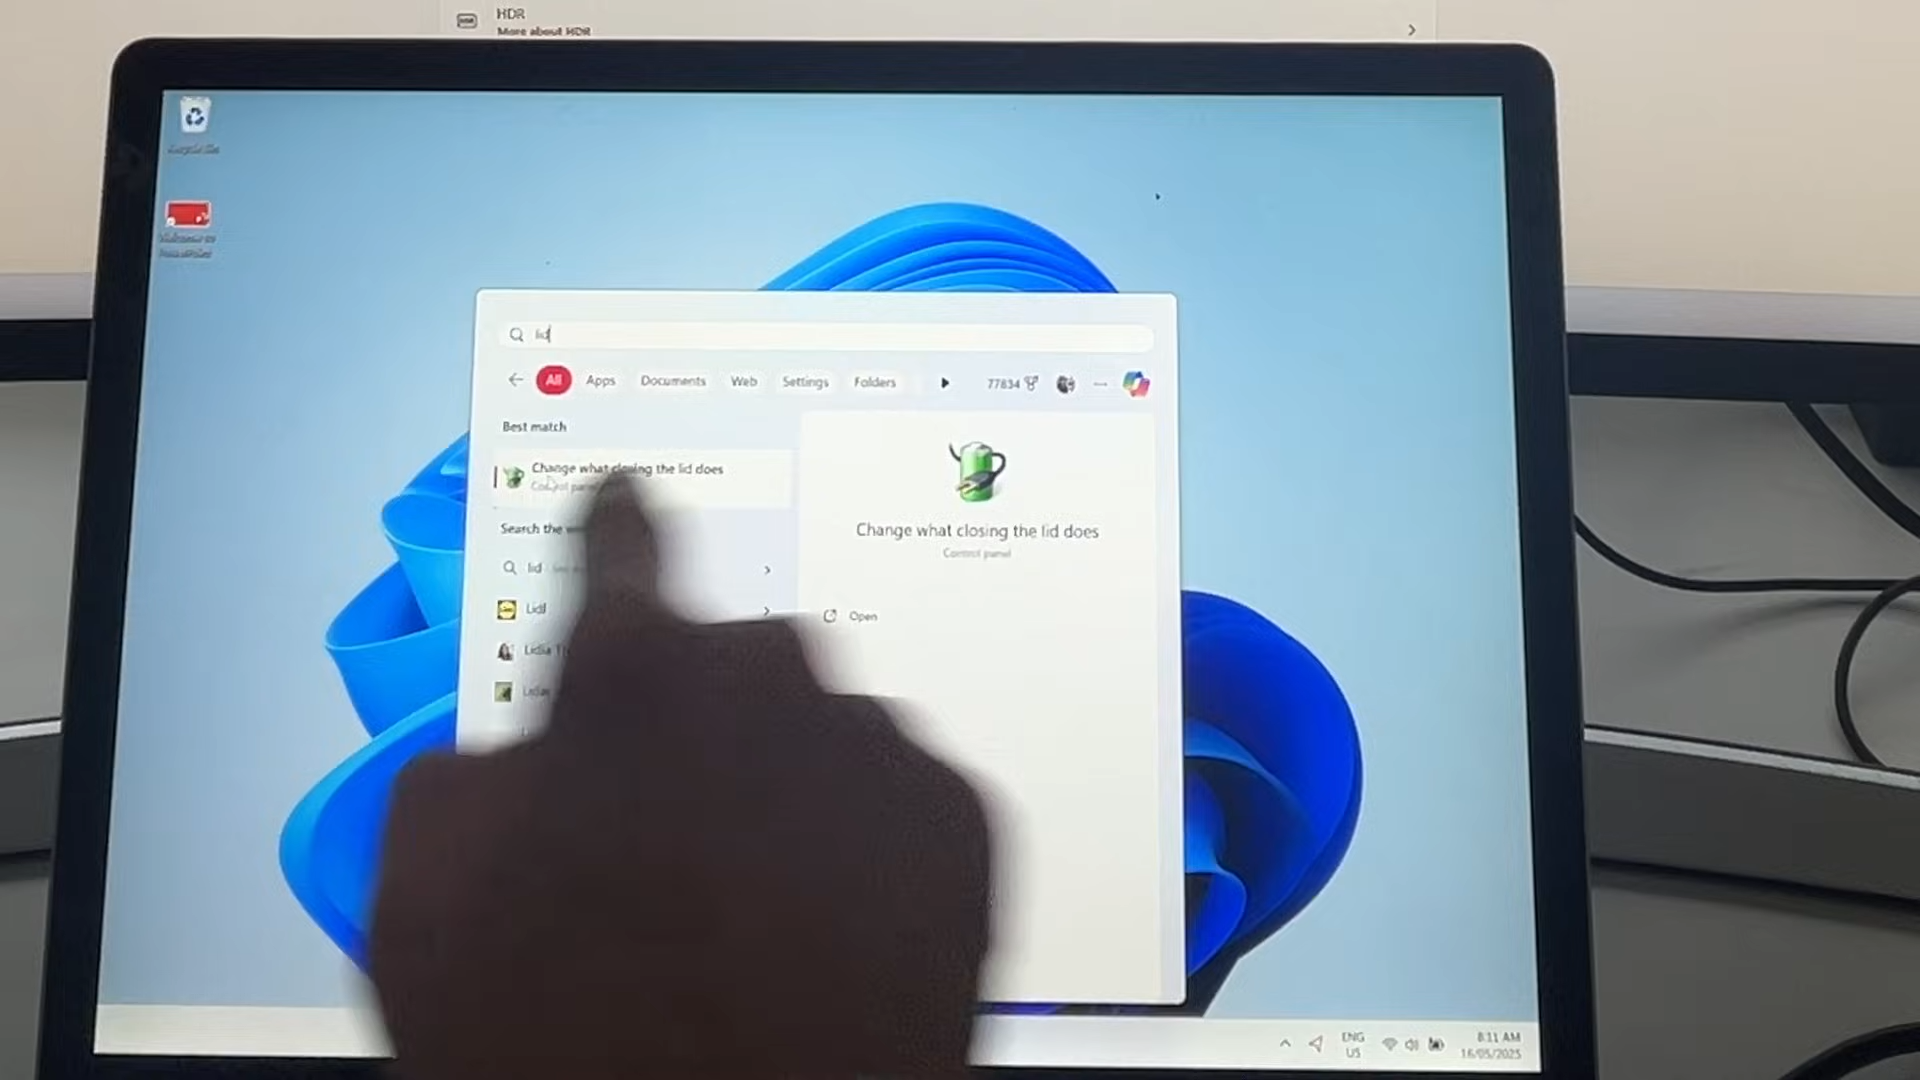 HDR
More about HDR
lid
All Apps Documents Web Settings Folders 77834
Best match
Change what closing the lid does
Control panel
Search the
lid
Lidl
Lidia
Change what closing the lid does
Control panel
Open
ENG
US
8:11 AM
16/05/2025